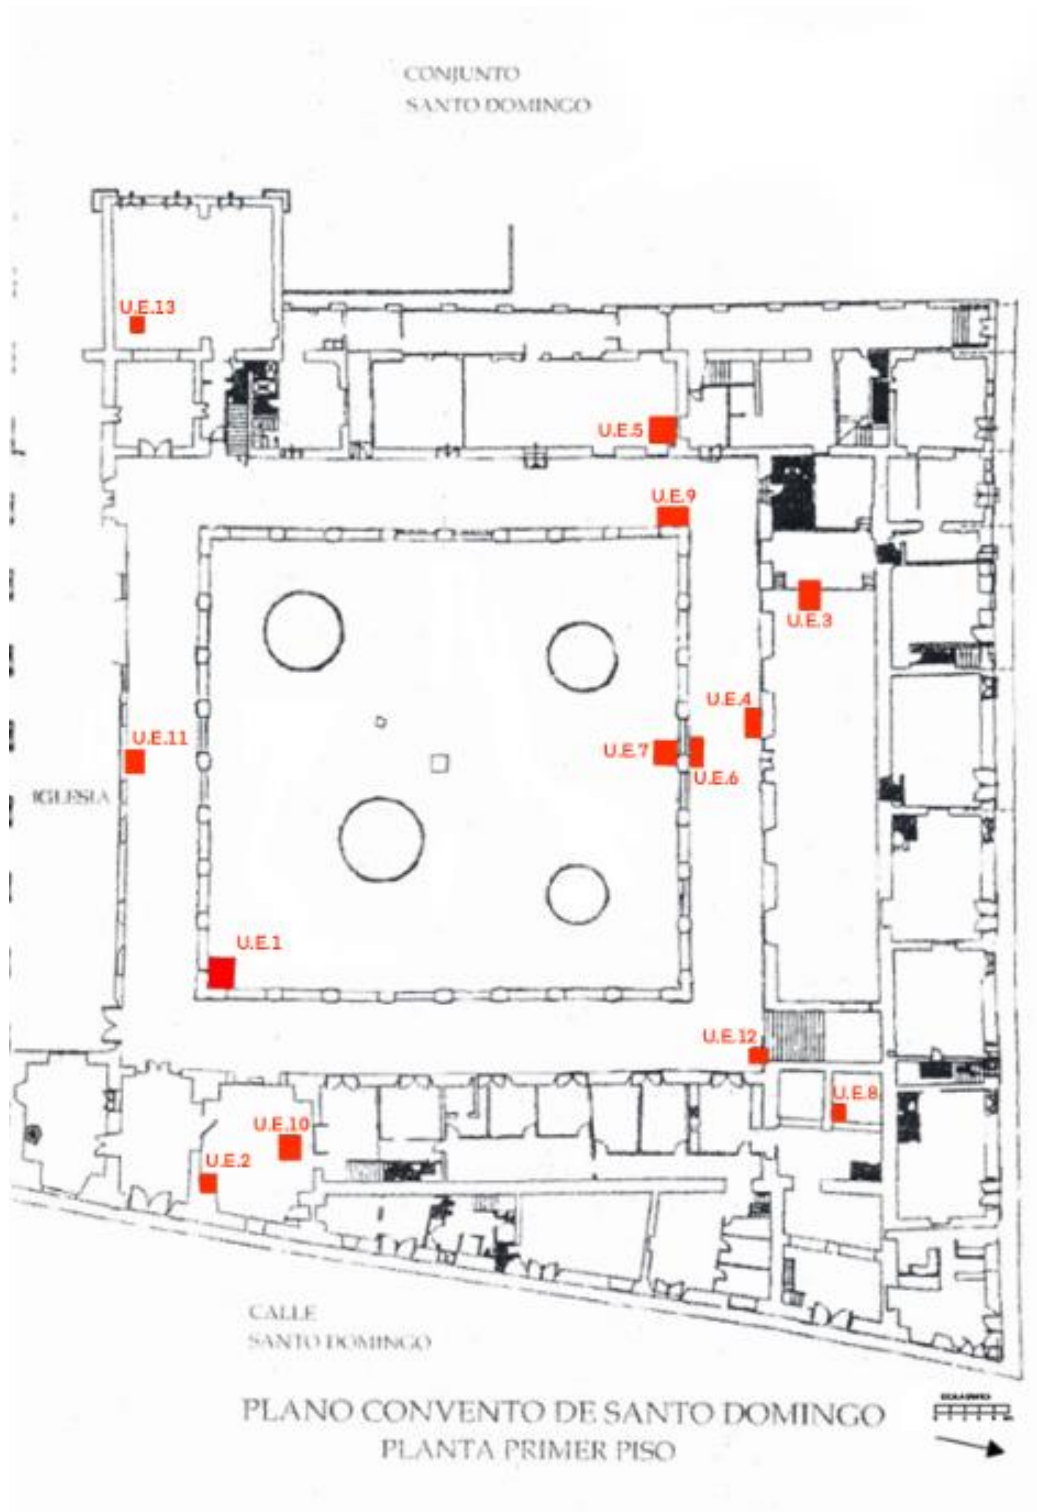 CONJUNTO
SANTO DOMINGO
U.E.13
U.E.5
U.E.9
U.E.3
U.E.4
U.E.11
U.E.7
U.E.6
IGLESIA
U.E.1
U.E.12
U.E.8
U.E.10
U.E.2
CALLE
SANTO DOMINGO
PLANO CONVENTO DE SANTO DOMINGO
PLANTA PRIMER PISO